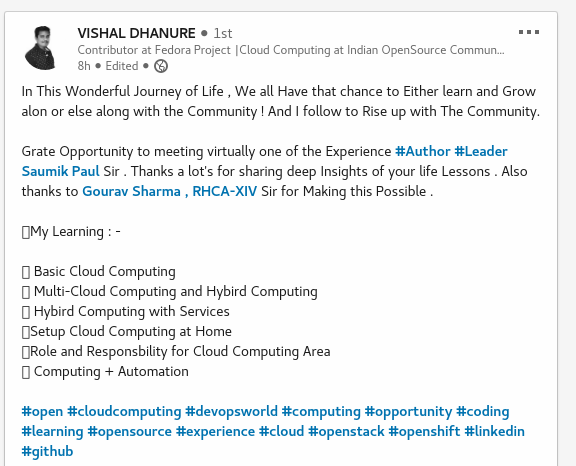 VISHAL DHANURE • 1st
Contributor at Fedora Project |Cloud Computing at Indian OpenSource Commun...
8h • Edited •
In This Wonderful Journey of Life , We all Have that chance to Either learn and Grow
alon or else along with the Community ! And I follow to Rise up with The Community.
Grate Opportunity to meeting virtually one of the Experience #Author #Leader
Saumik Paul Sir . Thanks a lot's for sharing deep Insights of your life Lessons . Also
thanks to Gourav Sharma , RHCA-XIV Sir for Making this Possible .
▯My Learning : -
▯ Basic Cloud Computing
▯ Multi-Cloud Computing and Hybird Computing
▯ Hybird Computing with Services
▯Setup Cloud Computing at Home
▯Role and Responsbility for Cloud Computing Area
▯ Computing + Automation
#open #cloudcomputing #devopsworld #computing #opportunity #coding
#learning #opensource #experience #cloud #openstack #openshift #linkedin
#github